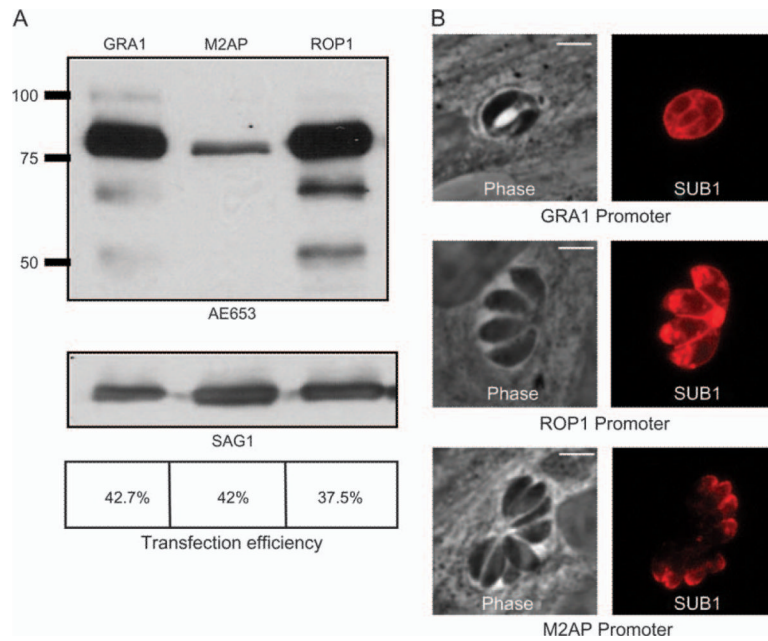 A
GRA1 M2AP ROP1
100
75
50
AE653
SAG1
42.7% 42% 37.5%
Transfection efficiency
B
Phase SUB1
GRA1 Promoter
Phase SUB1
ROP1 Promoter
Phase SUB1
M2AP Promoter